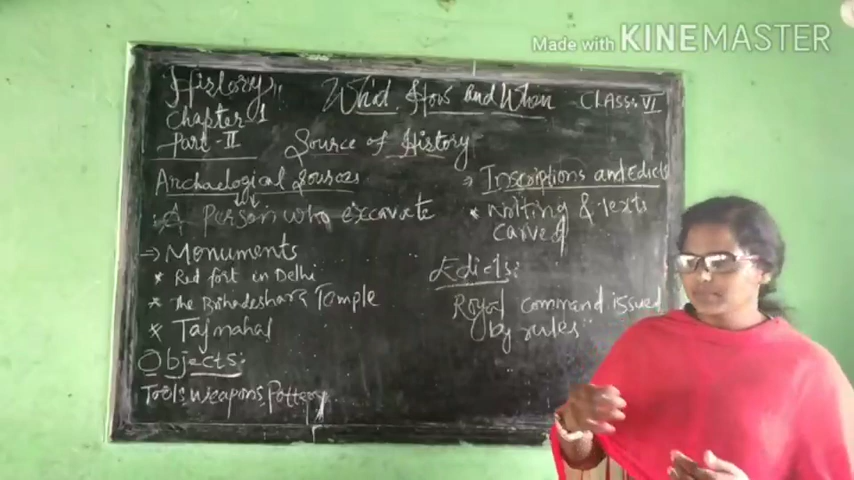 Made with KINEMASTER
History
Chapter 1
Part-II
What, How and When
Class: VI
Source of History
Archaelogical Sources
A Person who excavate
→ Monuments
* Red fort in Delhi
* The Brihadeshara Temple
* Tajmahal
Objects:
Tools, Weapons, Pottery
→ Inscriptions and Edicts
* Writing & Texts
carved
Edicts:
Royal command issued
by rules